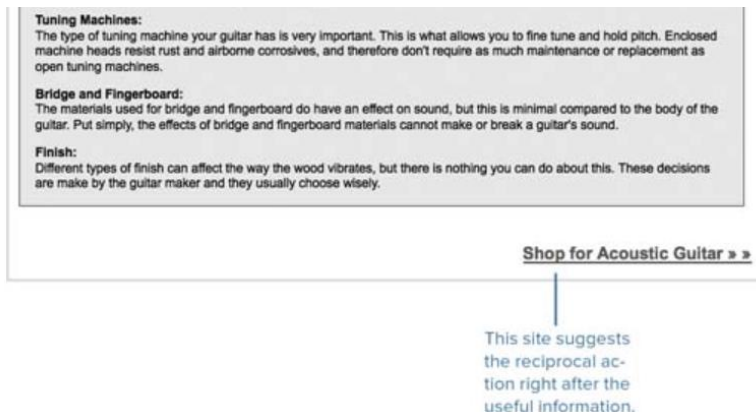 Tuning Machines:
The type of tuning machine your guitar has is very important. This is what allows you to fine tune and hold pitch. Enclosed
machine heads resist rust and airborne corrosives, and therefore don't require as much maintenance or replacement as
open tuning machines.
Bridge and Fingerboard:
The materials used for bridge and fingerboard do have an effect on sound, but this is minimal compared to the body of the
guitar. Put simply, the effects of bridge and fingerboard materials cannot make or break a guitar's sound.
Finish:
Different types of finish can affect the way the wood vibrates, but there is nothing you can do about this. These decisions
are make by the guitar maker and they usually choose wisely.
Shop for Acoustic Guitar » »
This site suggests
the reciprocal ac-
tion right after the
useful information.